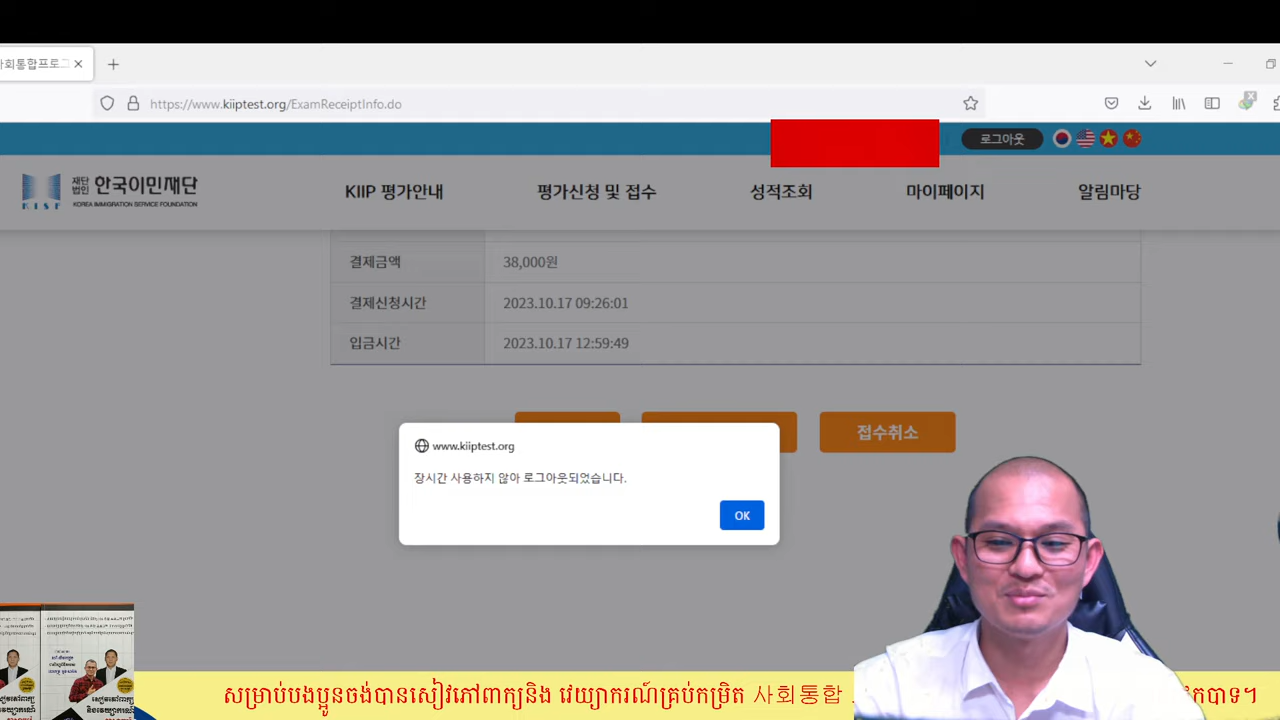 사회통합프로그
https://www.kiiptest.org/ExamReceiptInfo.do
로그아웃
재단법인 한국이민재단
KOREA IMMIGRATION SERVICE FOUNDATION
KISF
KIIP 평가안내
평가신청 및 접수
성적조회
마이페이지
알림마당
결제금액 38,000원
결제신청시간 2023.10.17 09:26:01
입금시간 2023.10.17 12:59:49
접수취소
www.kiiptest.org
장시간 사용하지 않아 로그아웃되었습니다.
OK
សម្រាប់បងប្អូនចង់បានសៀវភៅពាក្យនិង វេយ្យាករណ៍គ្រប់កម្រិត 사회통합